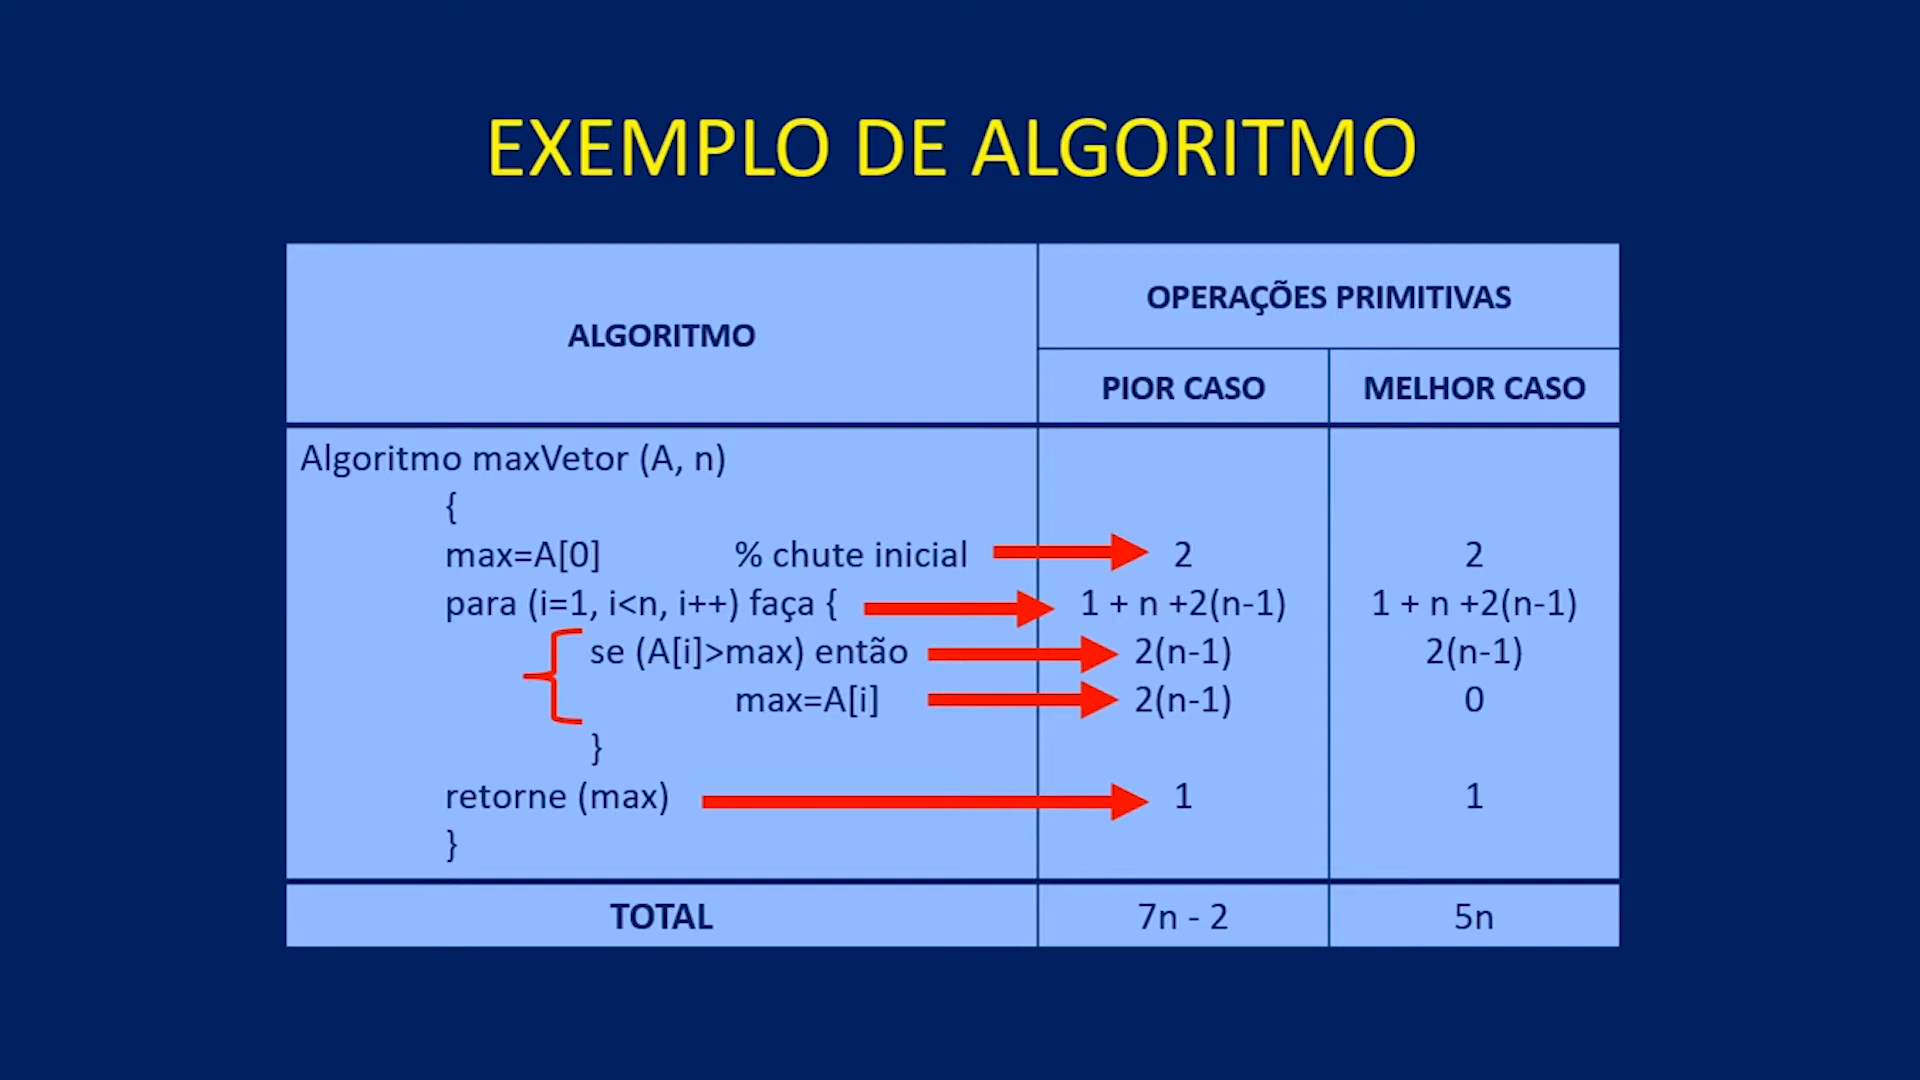 EXEMPLO DE ALGORITMO
ALGORITMO
OPERAÇÕES PRIMITIVAS
PIOR CASO MELHOR CASO
Algoritmo maxVetor (A, n)
{
max=A[0] % chute inicial 2 2
para (i=1, i<n, i++) faça { 1 + n +2(n-1) 1 + n +2(n-1)
se (A[i]>max) então 2(n-1) 2(n-1)
max=A[i] 2(n-1) 0
}
retorne (max) 1 1
}
TOTAL 7n - 2 5n